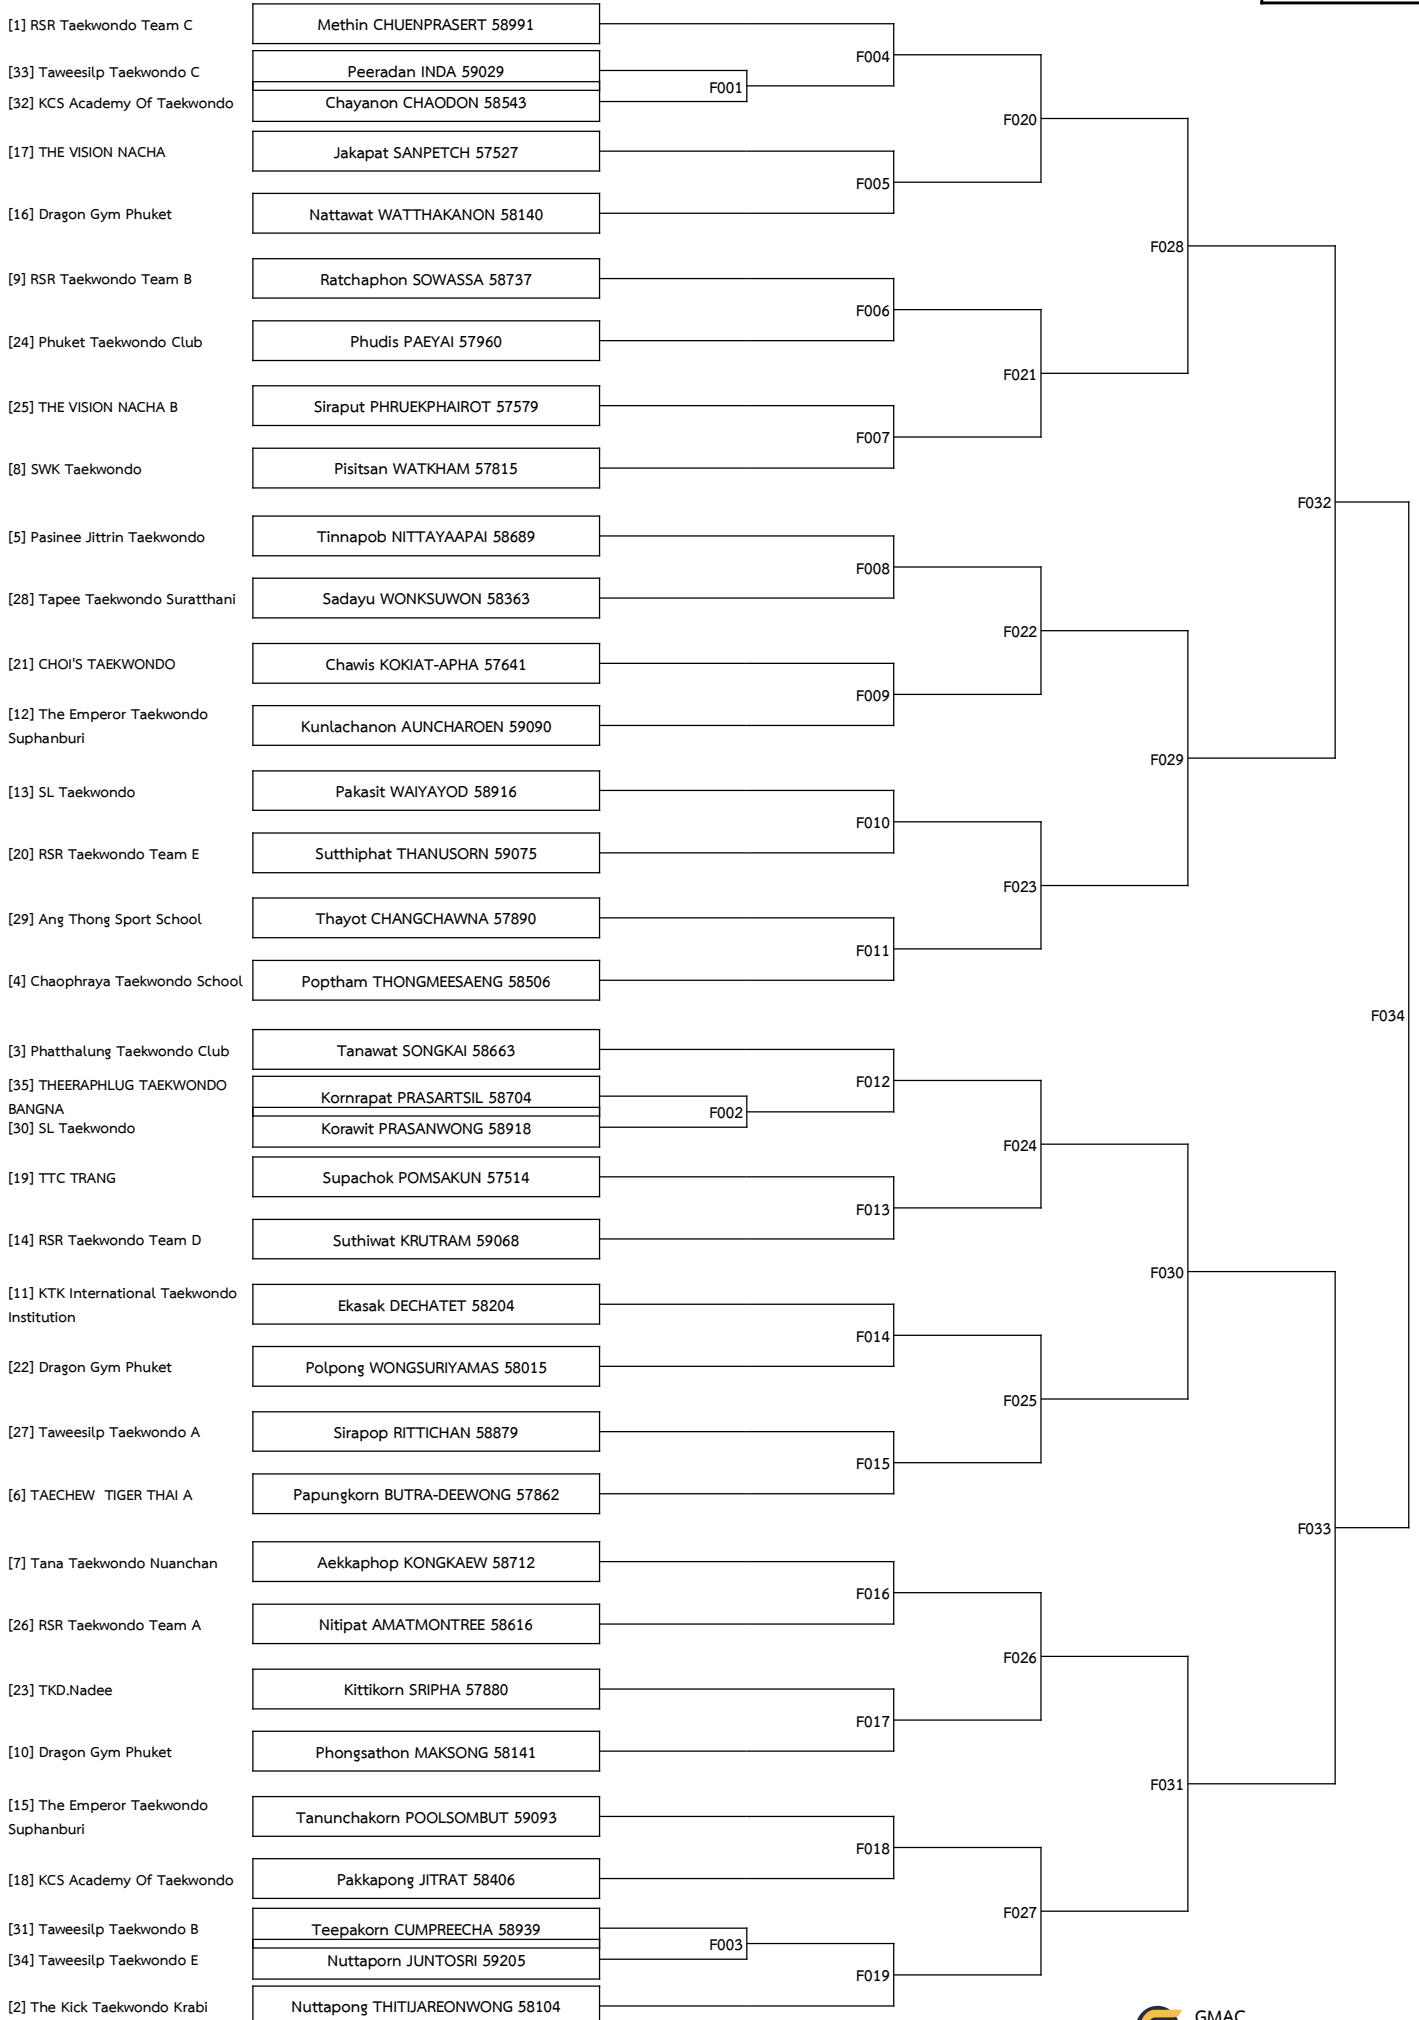 [1] RSR Taekwondo Team C
Methin CHUENPRASERT 58991
F004
[33] Taweesilp Taekwondo C
Peeradan INDA 59029
F001
[32] KCS Academy Of Taekwondo
Chayanon CHAODON 58543
F020
[17] THE VISION NACHA
Jakapat SANPETCH 57527
F005
[16] Dragon Gym Phuket
Nattawat WATTHAKANON 58140
F028
[9] RSR Taekwondo Team B
Ratchaphon SOWASSA 58737
F006
[24] Phuket Taekwondo Club
Phudis PAEYAI 57960
F021
[25] THE VISION NACHA B
Siraput PHRUEKPHAIROT 57579
F007
[8] SWK Taekwondo
Pisitsan WATKHAM 57815
F032
[5] Pasinee Jittrin Taekwondo
Tinnapob NITTAYAAPAI 58689
F008
[28] Tapee Taekwondo Suratthani
Sadayu WONKSUWON 58363
F022
[21] CHOI'S TAEKWONDO
Chawis KOKIAT-APHA 57641
F009
[12] The Emperor Taekwondo
Suphanburi
Kunlachanon AUNCHAROEN 59090
F029
[13] SL Taekwondo
Pakasit WAIYAYOD 58916
F010
[20] RSR Taekwondo Team E
Sutthiphat THANUSORN 59075
F023
[29] Ang Thong Sport School
Thayot CHANGCHAWNA 57890
F011
[4] Chaophraya Taekwondo School
Poptham THONGMEESAENG 58506
F034
[3] Phatthalung Taekwondo Club
Tanawat SONGKAI 58663
F012
[35] THEERAPHLUG TAEKWONDO
BANGNA
Kornrapat PRASARTSIL 58704
F002
[30] SL Taekwondo
Korawit PRASANWONG 58918
F024
[19] TTC TRANG
Supachok POMSAKUN 57514
F013
[14] RSR Taekwondo Team D
Suthiwat KRUTRAM 59068
F030
[11] KTK International Taekwondo
Institution
Ekasak DECHATET 58204
F014
[22] Dragon Gym Phuket
Polpong WONGSURIYAMAS 58015
F025
[27] Taweesilp Taekwondo A
Sirapop RITTICHAN 58879
F015
[6] TAECHEW  TIGER THAI A
Papungkorn BUTRA-DEEWONG 57862
F033
[7] Tana Taekwondo Nuanchan
Aekkaphop KONGKAEW 58712
F016
[26] RSR Taekwondo Team A
Nitipat AMATMONTREE 58616
F026
[23] TKD.Nadee
Kittikorn SRIPHA 57880
F017
[10] Dragon Gym Phuket
Phongsathon MAKSONG 58141
F031
[15] The Emperor Taekwondo
Suphanburi
Tanunchakorn POOLSOMBUT 59093
F018
[18] KCS Academy Of Taekwondo
Pakkapong JITRAT 58406
F027
[31] Taweesilp Taekwondo B
Teepakorn CUMPREECHA 58939
F003
[34] Taweesilp Taekwondo E
Nuttaporn JUNTOSRI 59205
F019
[2] The Kick Taekwondo Krabi
Nuttapong THITIJAREONWONG 58104
GMAC